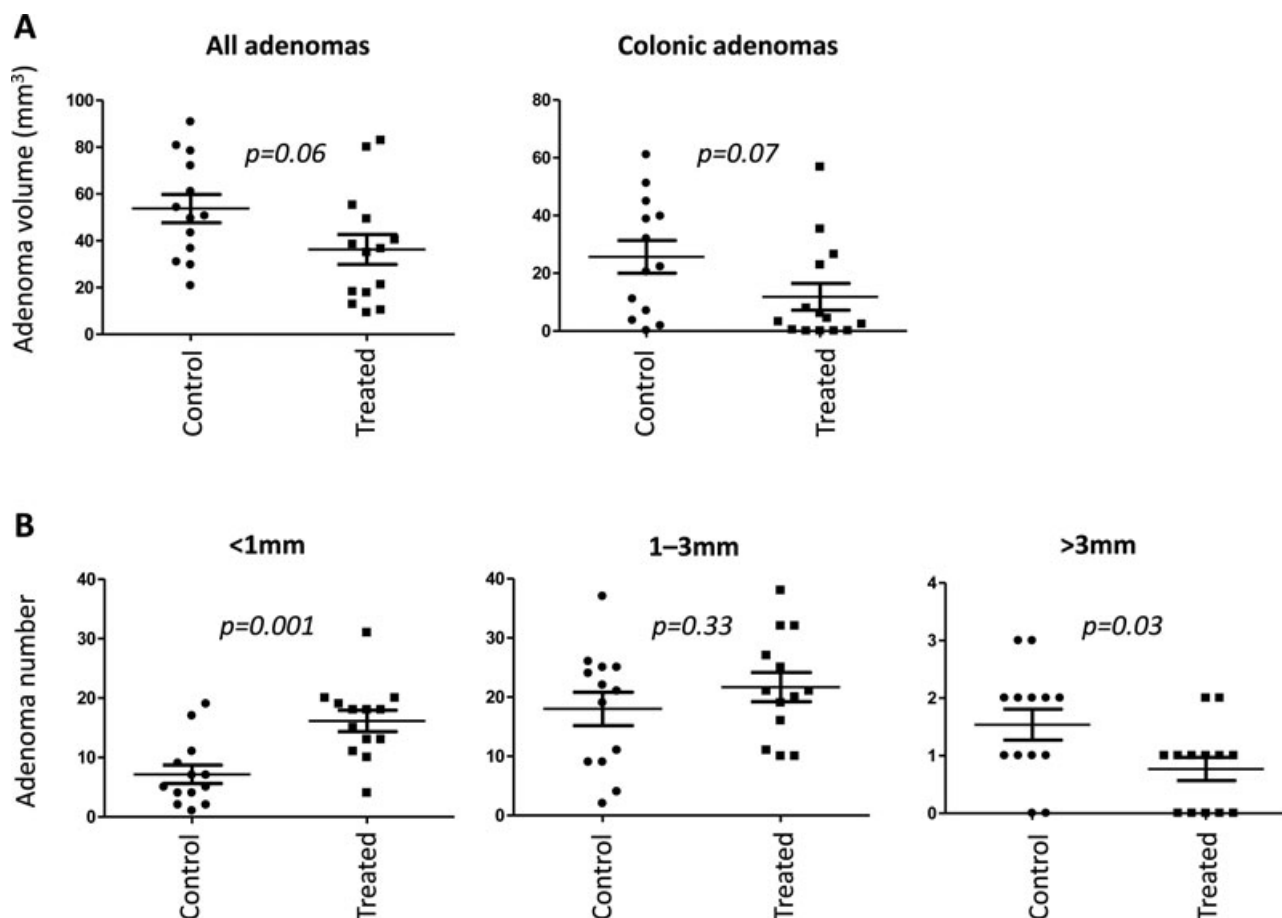 A
All adenomas
Colonic adenomas
Adenoma volume (mm³)
100
80
60
40
20
0
p=0.06
Control
Treated
80
60
40
20
0
p=0.07
Control
Treated
B
<1mm
1–3mm
>3mm
Adenoma number
40
30
20
10
0
p=0.001
Control
Treated
40
30
20
10
0
p=0.33
Control
Treated
4
3
2
1
0
p=0.03
Control
Treated